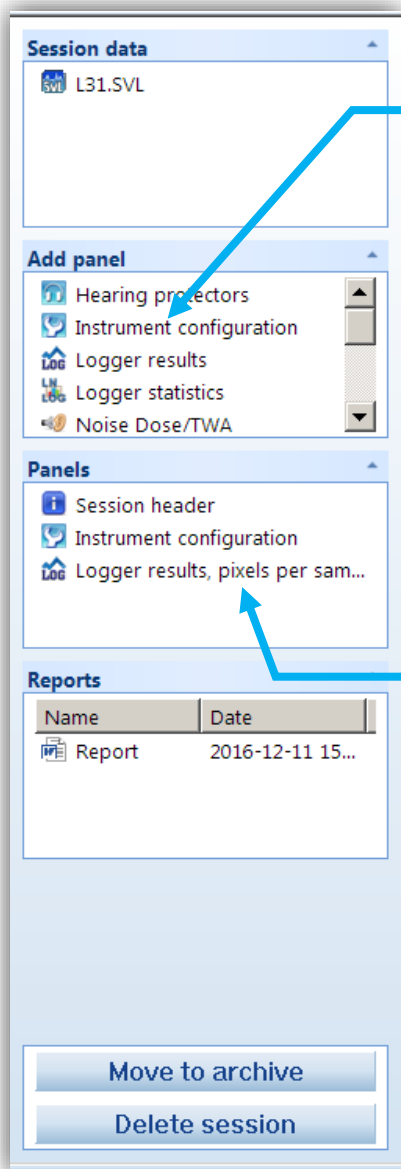 Session data
L31.SVL
Add panel
Hearing protectors
Instrument configuration
Logger results
Logger statistics
Noise Dose/TWA
Panels
Session header
Instrument configuration
Logger results, pixels per sam...
Reports
Name Date
Report 2016-12-11 15...
Move to archive
Delete session